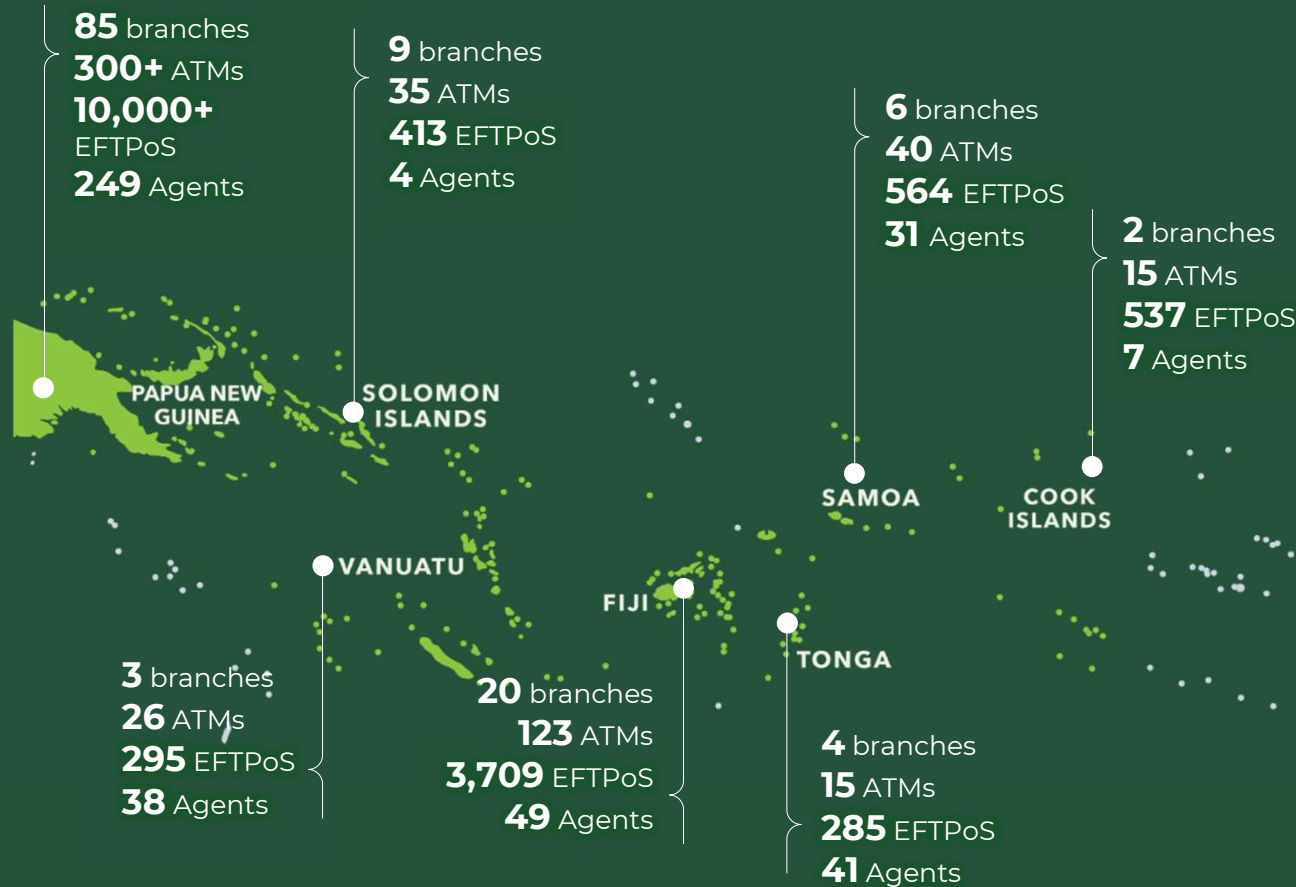 85 branches
300+ ATMs
10,000+
EFTPoS
249 Agents
9 branches
35 ATMs
413 EFTPoS
4 Agents
6 branches
40 ATMs
564 EFTPoS
31 Agents
2 branches
15 ATMs
537 EFTPoS
7 Agents
PAPUA NEW
GUINEA
SOLOMON
ISLANDS
SAMOA
COOK
ISLANDS
VANUATU
FIJI
TONGA
3 branches
26 ATMs
295 EFTPoS
38 Agents
20 branches
123 ATMs
3,709 EFTPoS
49 Agents
4 branches
15 ATMs
285 EFTPoS
41 Agents